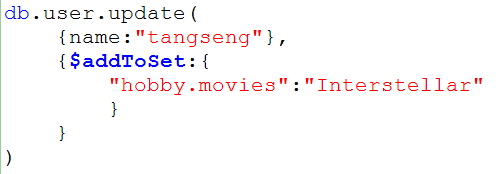 db.user.update(
    {name:"tangseng"},
    {$addToSet:{
        "hobby.movies":"Interstellar"
        }
    }
)